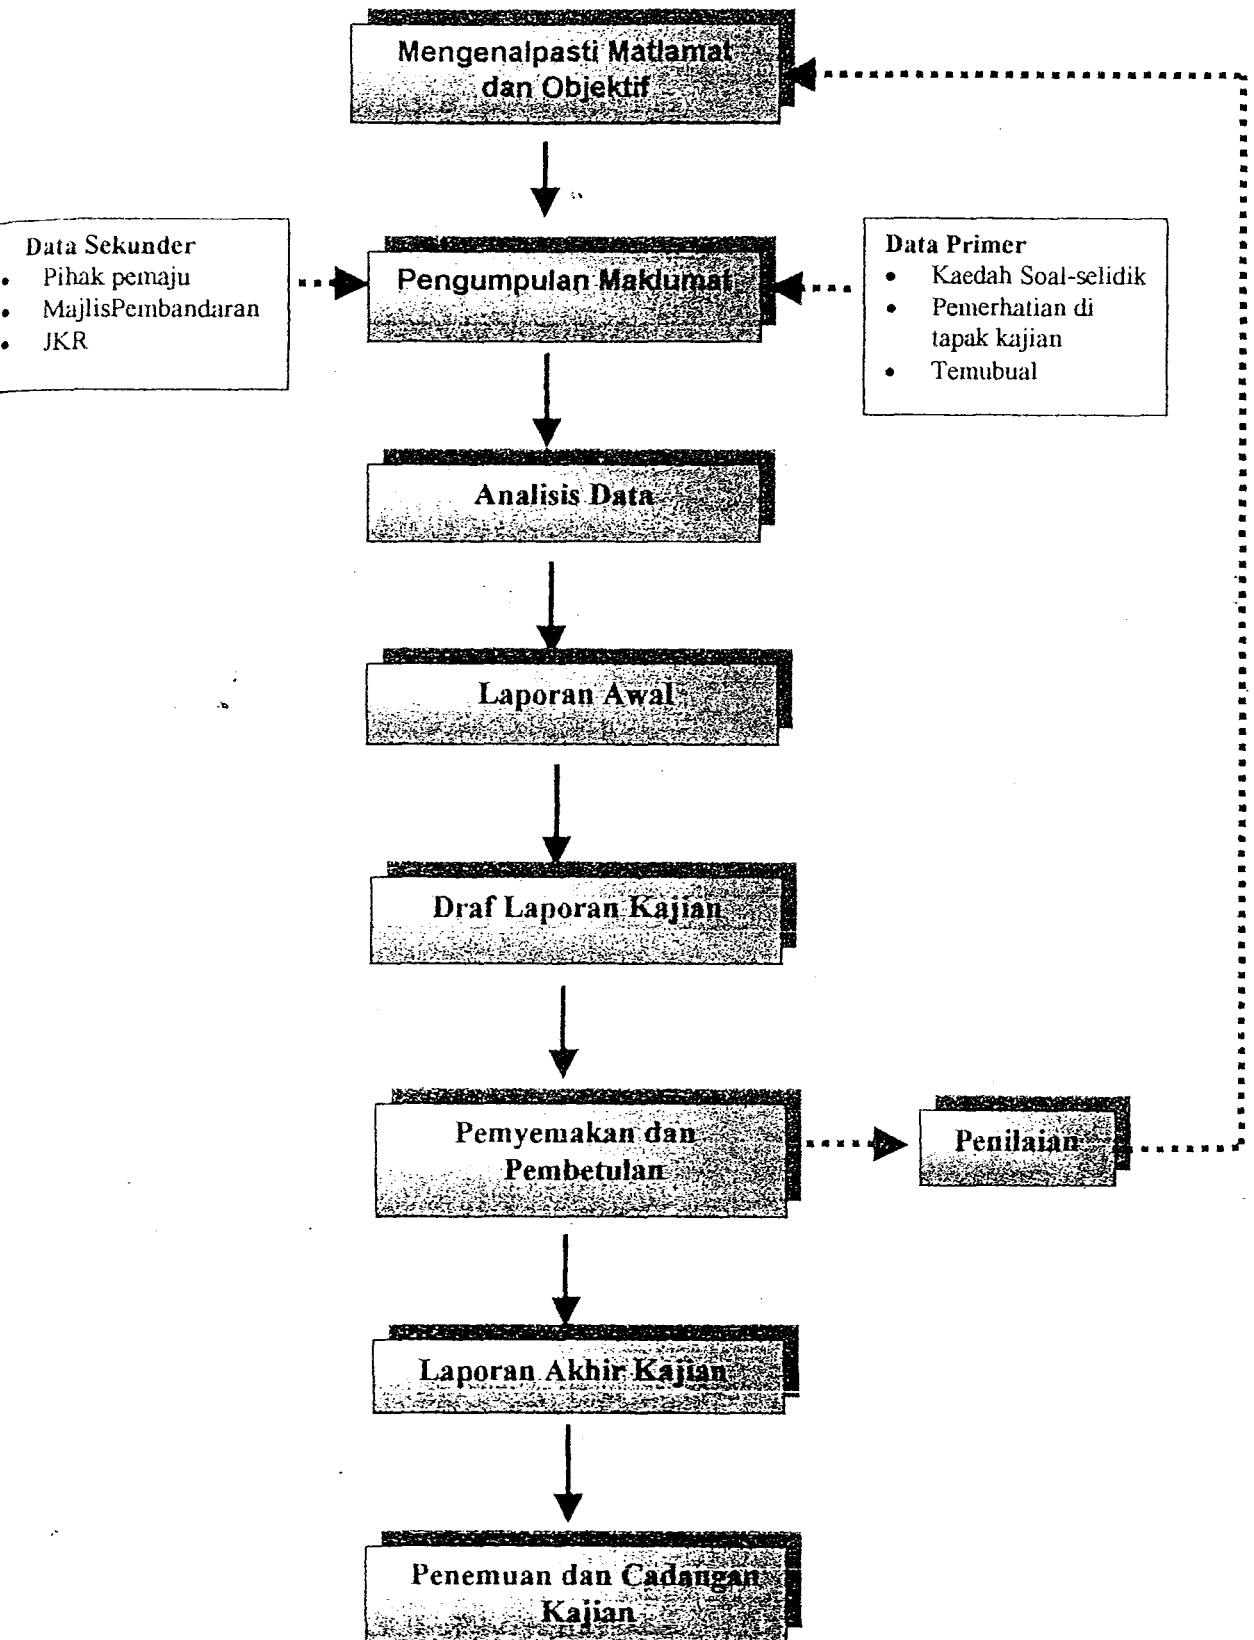 Mengenalpasti Matlamat
dan Objektif
Data Sekunder
• Pihak pemaju
• MajlisPembandaran
• JKR
Pengumpulan Maklumat
Data Primer
• Kaedah Soal-selidik
• Pemerhatian di
tapak kajian
• Temubual
Analisis Data
Laporan Awal
Draf Laporan Kajian
Pemyemakan dan
Pembetulan
Penilaian
Laporan Akhir Kajian
Penemuan dan Cadangan
Kajian